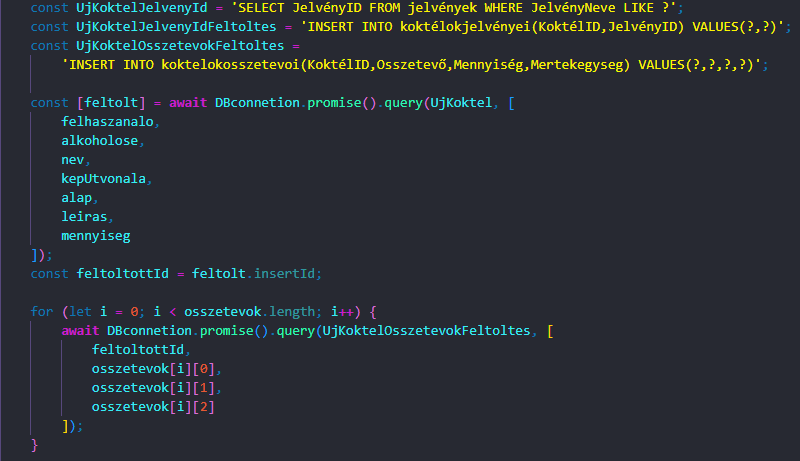 const UjKoktelJelvenyId = 'SELECT JelvényID FROM jelvények WHERE JelvényNeve LIKE ?';
const UjKoktelJelvenyIdFeltoltes = 'INSERT INTO koktélokjelvényei(KoktélID,JelvényID) VALUES(?,?)';
const UjKoktelOsszetevokFeltoltes =
'INSERT INTO koktelokosszetevoi(KoktélID,Osszetevő,Mennyiség,Mertekegyseg) VALUES(?,?,?,?)';
const [feltolt] = await DBconnetion.promise().query(UjKoktel, [
felhaszanalo,
alkoholose,
nev,
kepUtvonala,
alap,
leiras,
mennyiseg
]);
const feltoltottId = feltolt.insertId;
for (let i = 0; i < osszetevok.length; i++) {
await DBconnetion.promise().query(UjKoktelOsszetevokFeltoltes, [
feltoltottId,
osszetevok[i][0],
osszetevok[i][1],
osszetevok[i][2]
]);
}